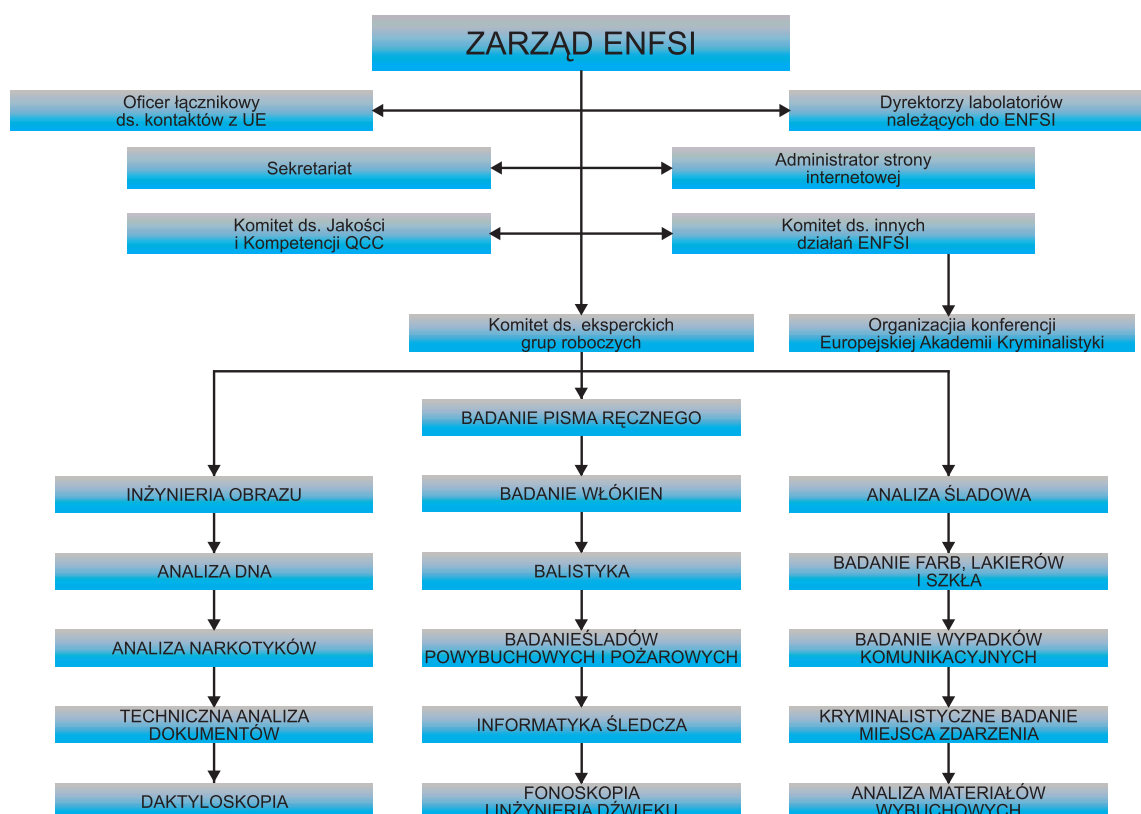 ZARZĄD ENFSI
Oficer łącznikowy
ds. kontaktów z UE
Dyrektorzy labolatoriów
należących do ENFSI
Sekretariat
Administrator strony
internetowej
Komitet ds. Jakości
i Kompetencji QCC
Komitet ds. innych
działań ENFSI
Komitet ds. eksperckich
grup roboczych
Organizacjia konferencji
Europejskiej Akademii Kryminalistyki
BADANIE PISMA RĘCZNEGO
INŻYNIERIA OBRAZU
BADANIE WŁÓKIEN
ANALIZA ŚLADOWA
ANALIZA DNA
BALISTYKA
BADANIE FARB, LAKIERÓW
I SZKŁA
ANALIZA NARKOTYKÓW
BADANIEŚLADÓW
POWYBUCHOWYCH I POŻAROWYCH
BADANIE WYPADKÓW
KOMUNIKACYJNYCH
TECHNICZNA ANALIZA
DOKUMENTÓW
INFORMATYKA ŚLEDCZA
KRYMINALISTYCZNE BADANIE
MIEJSCA ZDARZENIA
DAKTYLOSKOPIA
FONOSKOPIA
I INŻYNIERIA DŹWIĘKU
ANALIZA MATERIAŁÓW
WYBUCHOWYCH